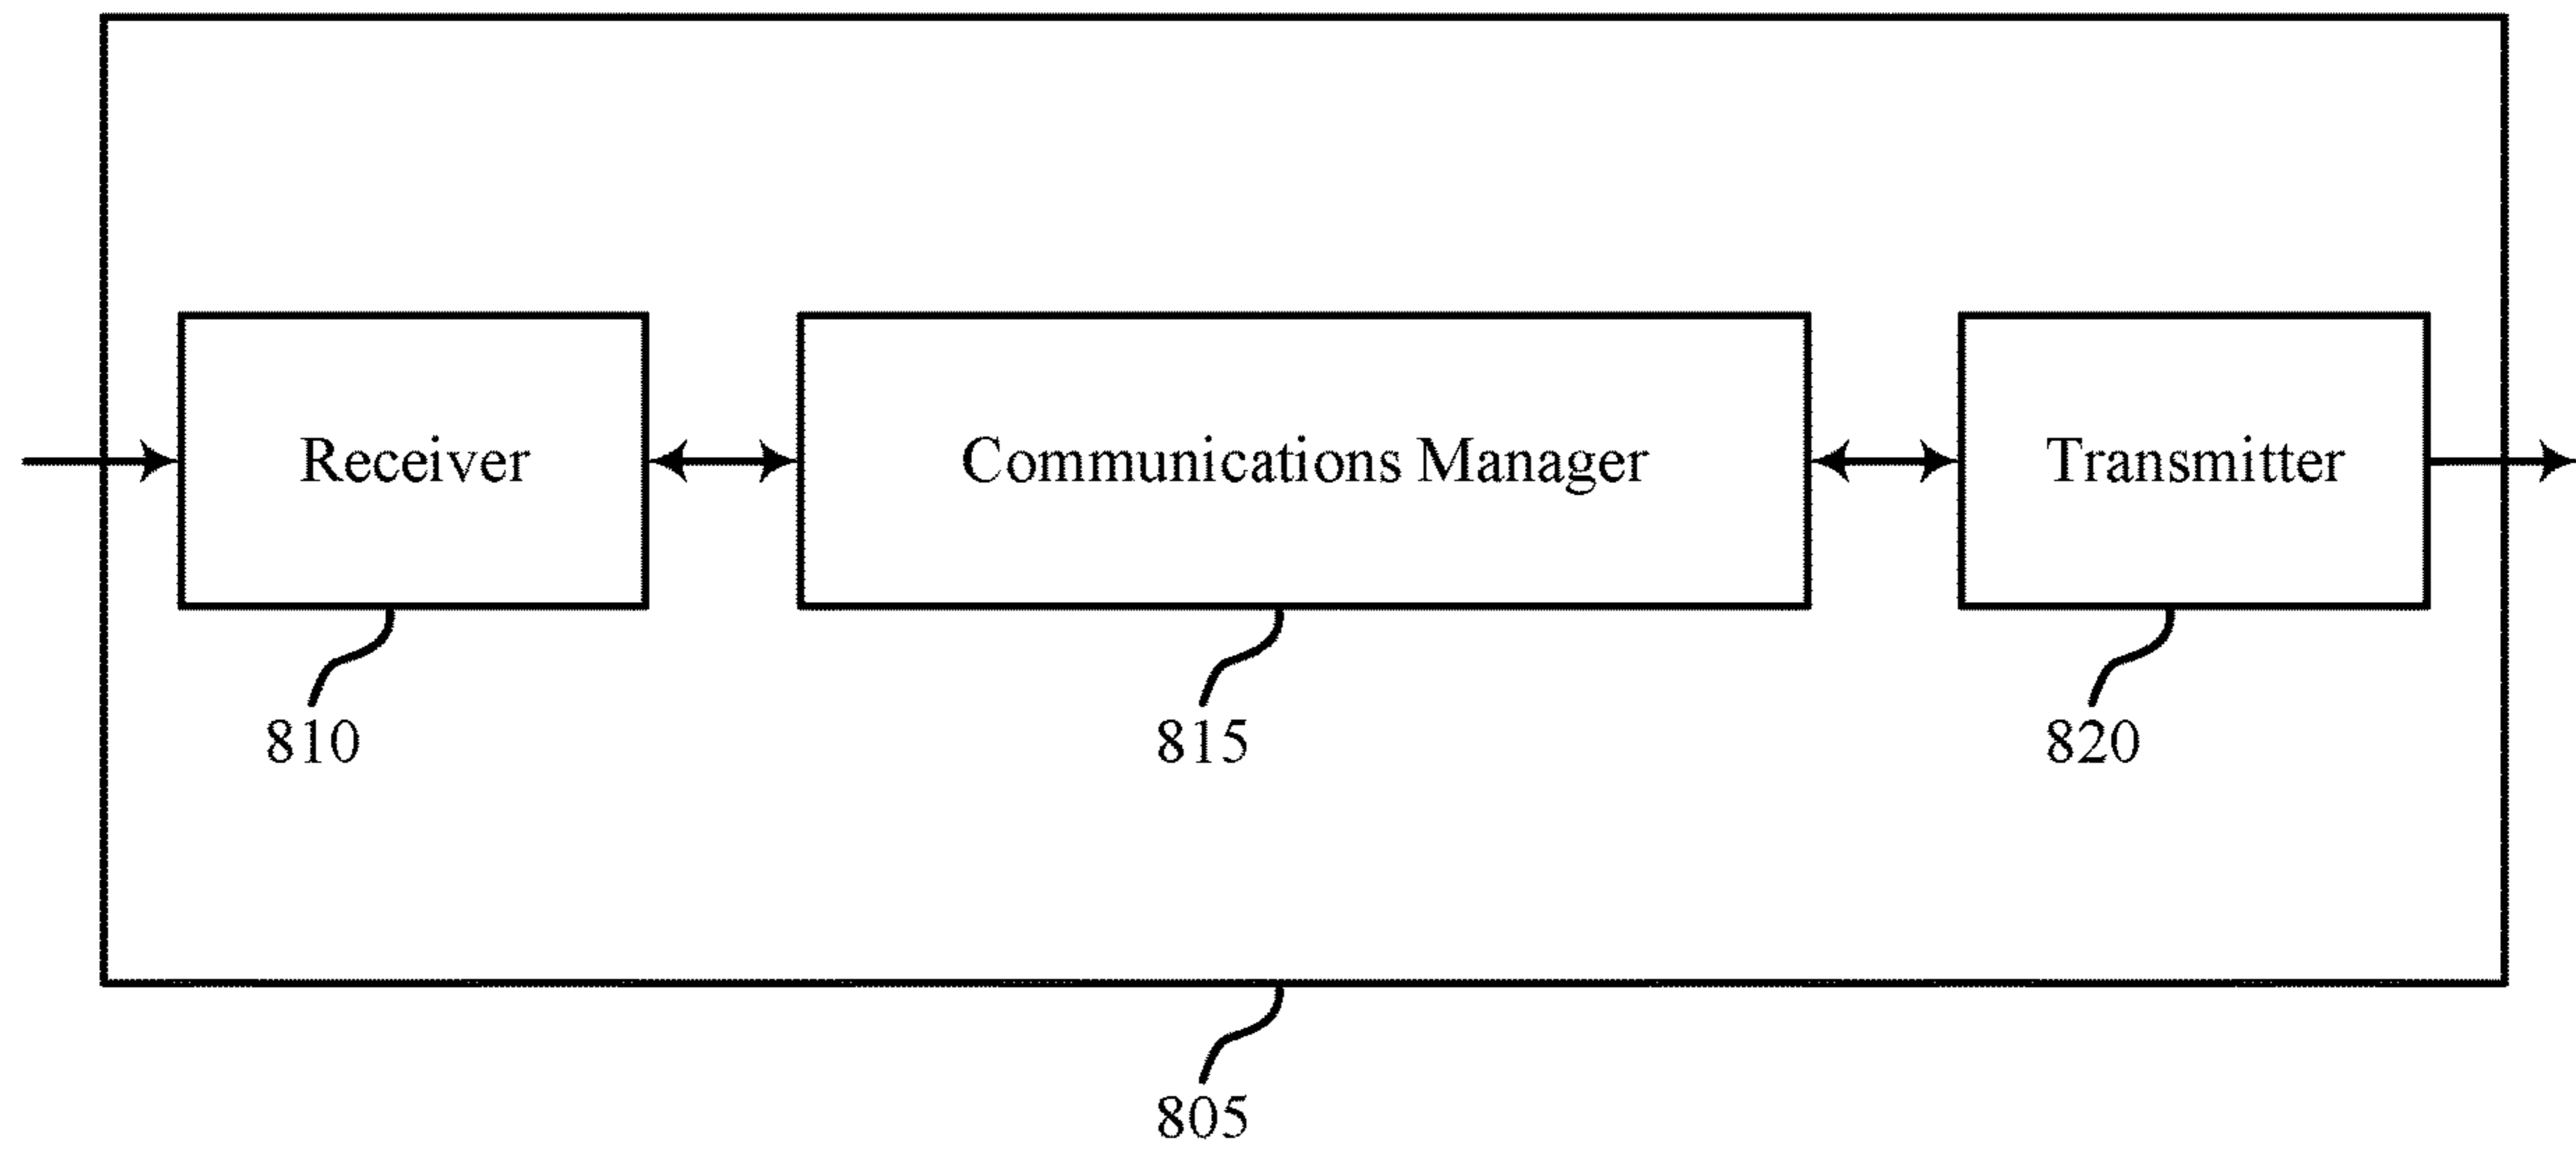 Receiver
Communications Manager
Transmitter
810
815
820
805